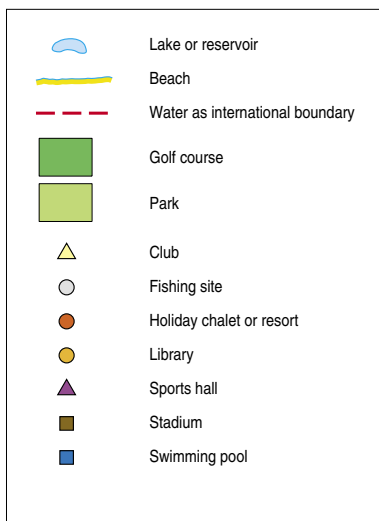 Lake or reservoir
Beach
Water as international boundary
Golf course
Park
Club
Fishing site
Holiday chalet or resort
Library
Sports hall
Stadium
Swimming pool